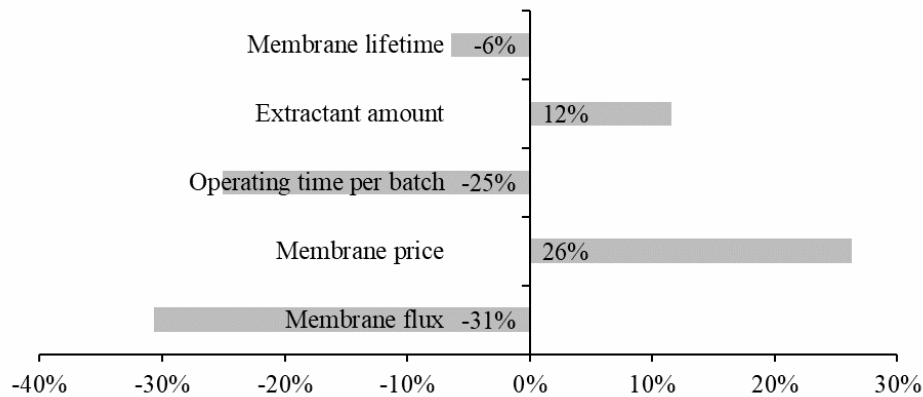 Membrane lifetime -6%
Extractant amount 12%
Operating time per batch -25%
Membrane price 26%
Membrane flux -31%
-40% -30% -20% -10% 0% 10% 20% 30%